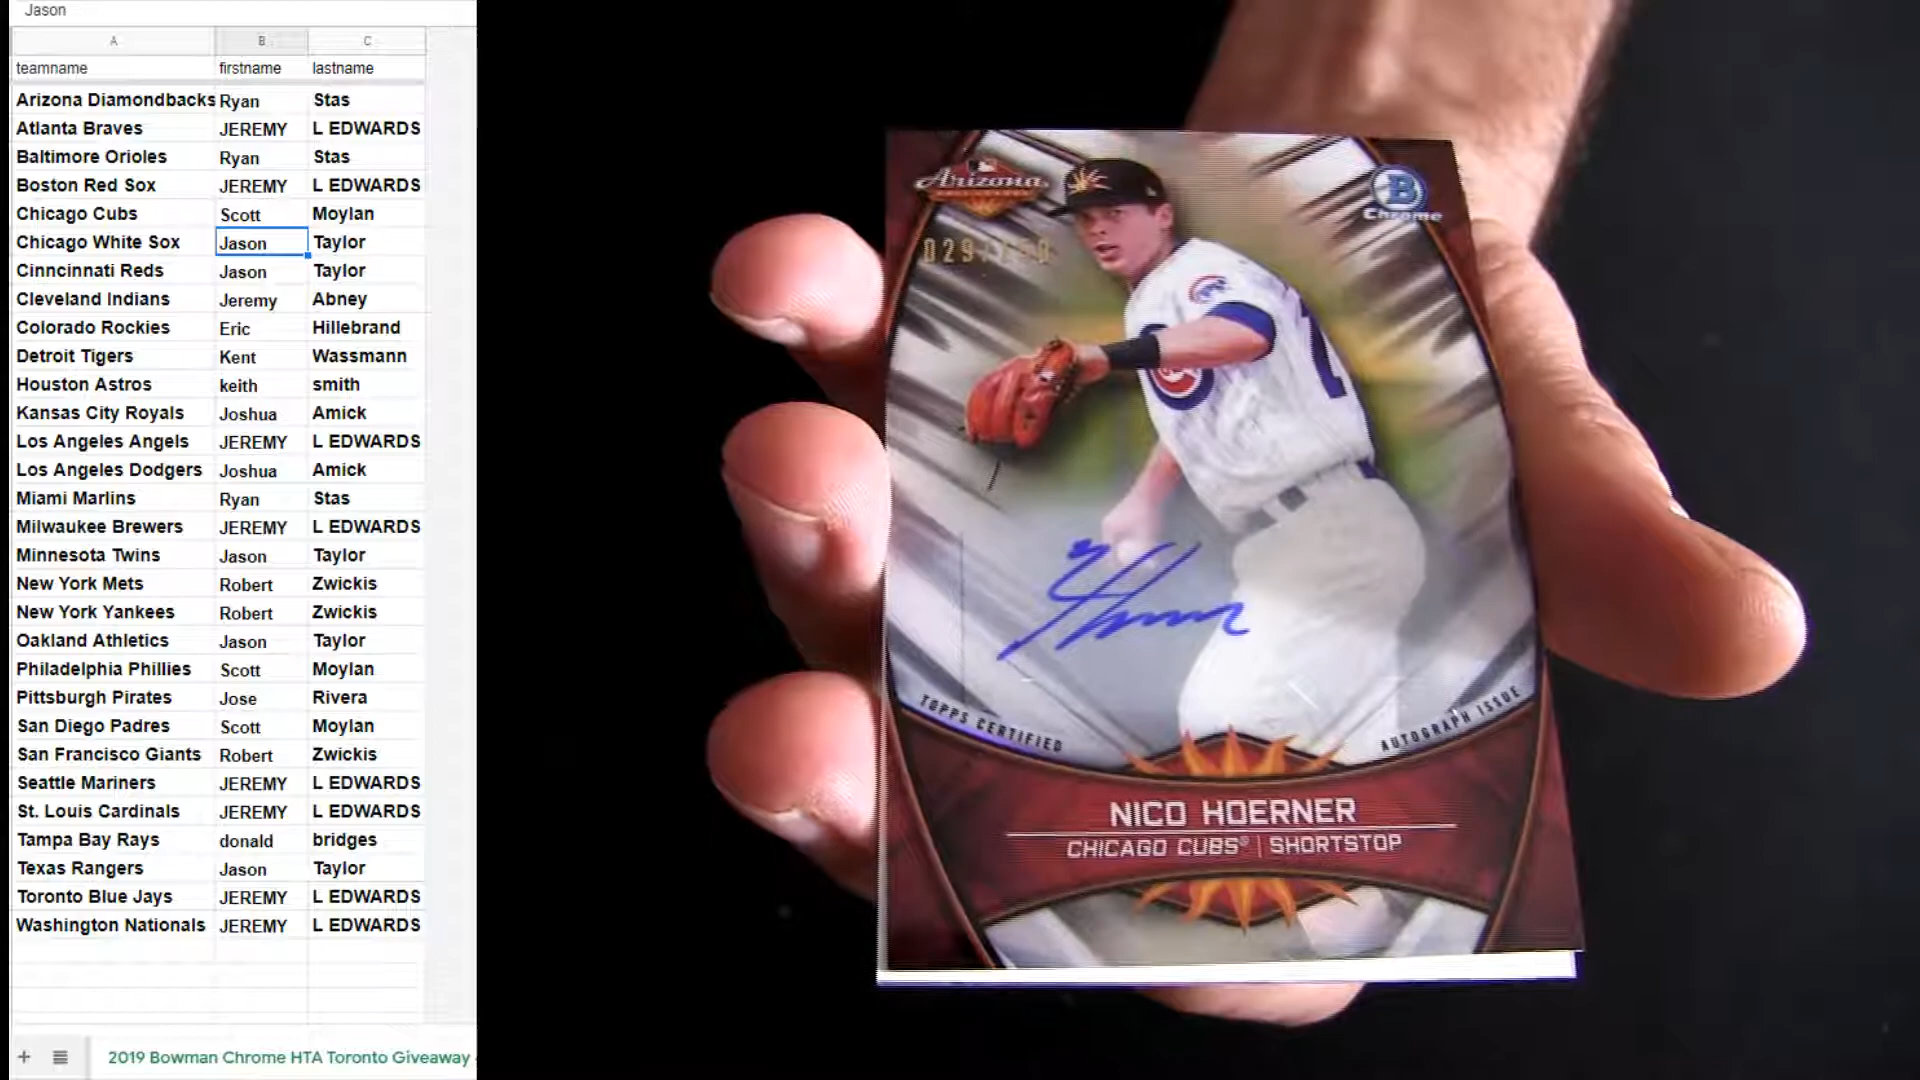 Jason
A B C
teamname firstname lastname
Arizona Diamondbacks Ryan Stas
Atlanta Braves JEREMY L EDWARDS
Baltimore Orioles Ryan Stas
Boston Red Sox JEREMY L EDWARDS
Chicago Cubs Scott Moylan
Chicago White Sox Jason Taylor
Cinncinnati Reds Jason Taylor
Cleveland Indians Jeremy Abney
Colorado Rockies Eric Hillebrand
Detroit Tigers Kent Wassmann
Houston Astros keith smith
Kansas City Royals Joshua Amick
Los Angeles Angels JEREMY L EDWARDS
Los Angeles Dodgers Joshua Amick
Miami Marlins Ryan Stas
Milwaukee Brewers JEREMY L EDWARDS
Minnesota Twins Jason Taylor
New York Mets Robert Zwickis
New York Yankees Robert Zwickis
Oakland Athletics Jason Taylor
Philadelphia Phillies Scott Moylan
Pittsburgh Pirates Jose Rivera
San Diego Padres Scott Moylan
San Francisco Giants Robert Zwickis
Seattle Mariners JEREMY L EDWARDS
St. Louis Cardinals JEREMY L EDWARDS
Tampa Bay Rays donald bridges
Texas Rangers Jason Taylor
Toronto Blue Jays JEREMY L EDWARDS
Washington Nationals JEREMY L EDWARDS
2019 Bowman Chrome HTA Toronto Giveaway
Arizona
B
Chrome
TOPPS CERTIFIED
AUTOGRAPH ISSUE
NICO HOERNER
CHICAGO CUBS® | SHORTSTOP